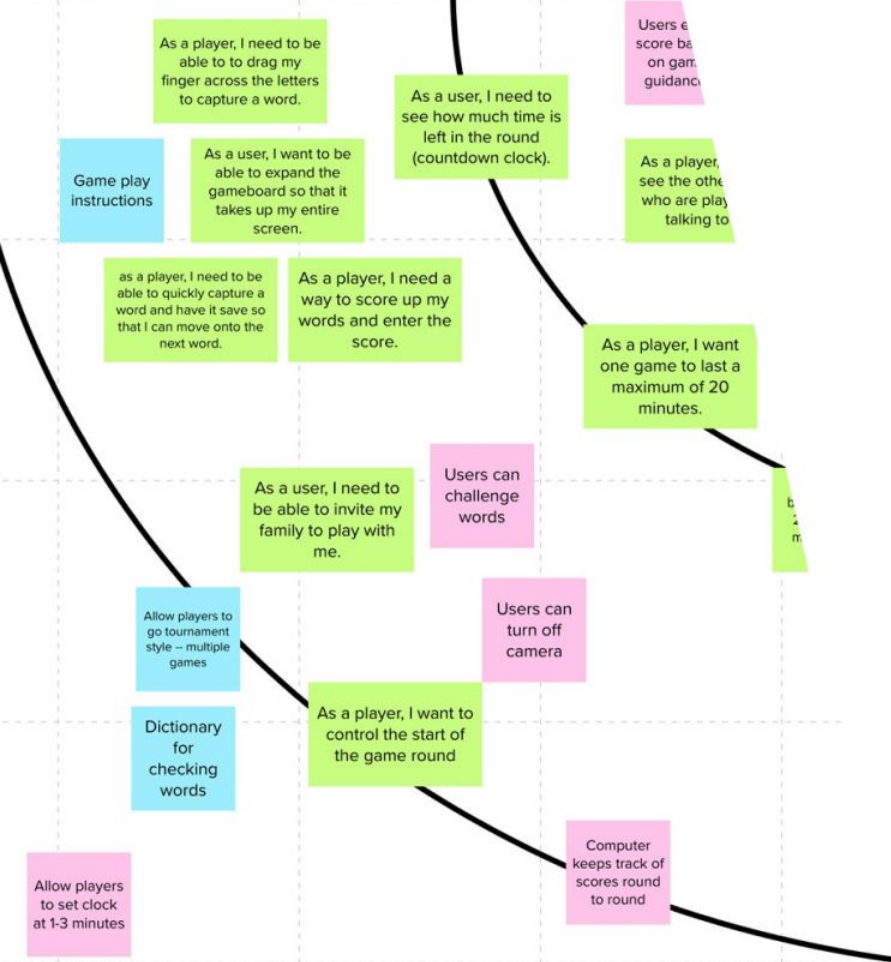 As a player, I need to be
able to to drag my
finger across the letters
to capture a word.
Users
score
on
As a user, I need to
see how much time is
left in the round
(countdown clock).
Game play
instructions
As a user, I want to be
able to expand the
gameboard so that it
takes up my entire
screen.
As a player,
see the
who are
talking to
as a player, I need to be
able to quickly capture a
word and have it save so
that I can move onto the
next word.
As a player, I need a
way to score up my
words and enter the
score.
As a player, I want
one game to last a
maximum of 20
minutes.
As a user, I need to
be able to invite my
family to play with
me.
Users can
challenge
words
Allow players to
go tournament
style -- multiple
games
Users can
turn off
camera
As a player, I want to
control the start of
the game round
Dictionary
for
checking
words
Computer
keeps track of
scores round
to round
Allow players
to set clock
at 1-3 minutes